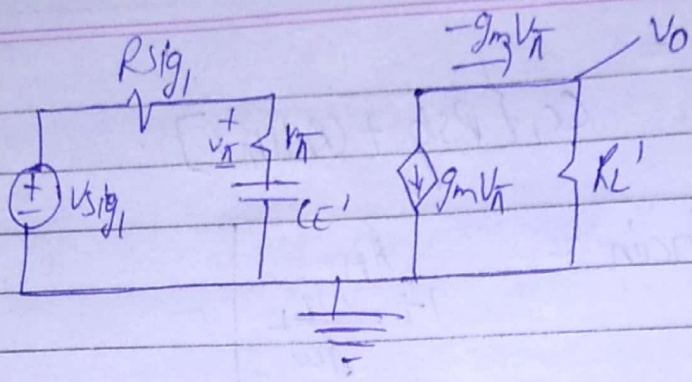 -gmVπ
Vo
Rsig1
+
Vπ
-
rπ
+
-
Vsig1
CE'
gmVπ
RL'